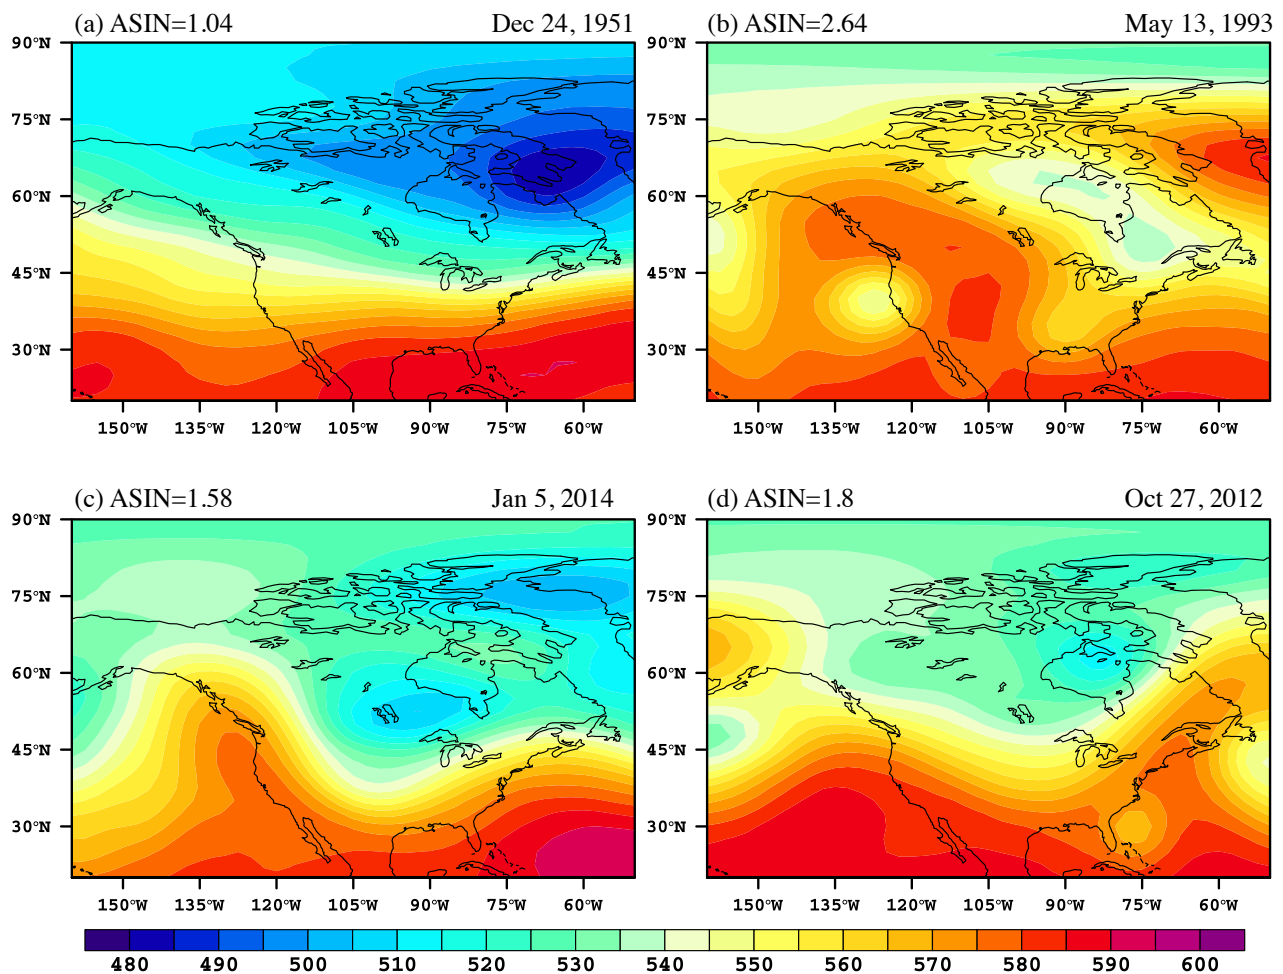 (a) ASIN=1.04 Dec 24, 1951
90°N
75°N
60°N
45°N
30°N
150°W 135°W 120°W 105°W 90°W 75°W 60°W
(b) ASIN=2.64 May 13, 1993
90°N
75°N
60°N
45°N
30°N
150°W 135°W 120°W 105°W 90°W 75°W 60°W
(c) ASIN=1.58 Jan 5, 2014
90°N
75°N
60°N
45°N
30°N
150°W 135°W 120°W 105°W 90°W 75°W 60°W
(d) ASIN=1.8 Oct 27, 2012
90°N
75°N
60°N
45°N
30°N
150°W 135°W 120°W 105°W 90°W 75°W 60°W
480 490 500 510 520 530 540 550 560 570 580 590 600